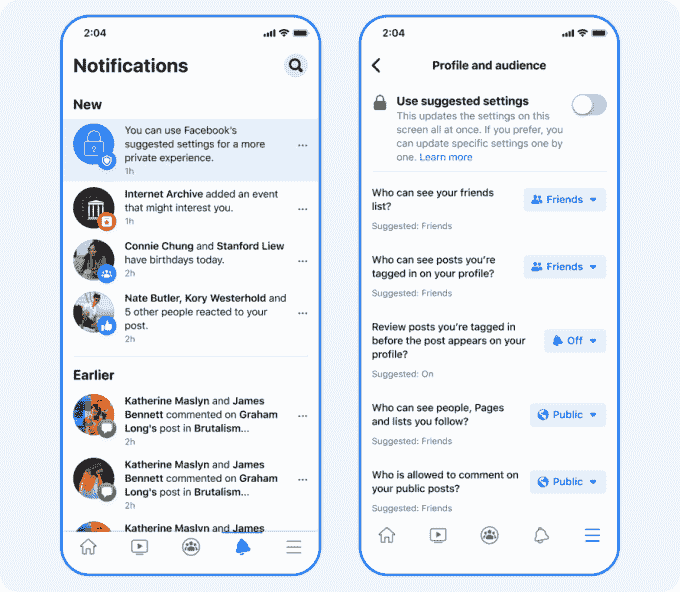 2:04
Notifications
New
You can use Facebook's
suggested settings for a more
private experience.
1h
Internet Archive added an event
that might interest you.
1h
Connie Chung and Stanford Liew
have birthdays today.
2h
Nate Butler, Kory Westerhold and
5 other people reacted to your
post.
2h
Earlier
Katherine Maslyn and James
Bennett commented on Graham
Long's post in Brutalism...
2h
Katherine Maslyn and James
Bennett commented on Graham
Long's post in Brutalism...
2h
Katherine Maslyn and James
2:04
Profile and audience
Use suggested settings
This updates the settings on this
screen all at once. If you prefer, you
can update specific settings one by
one. Learn more
Who can see your friends
list?
Friends
Suggested: Friends
Who can see posts you're
tagged in on your profile?
Friends
Suggested: Friends
Review posts you're tagged in
before the post appears on your
profile?
Off
Suggested: On
Who can see people, Pages
and lists you follow?
Public
Suggested: Friends
Who is allowed to comment on
your public posts?
Public
Suggested: Friends